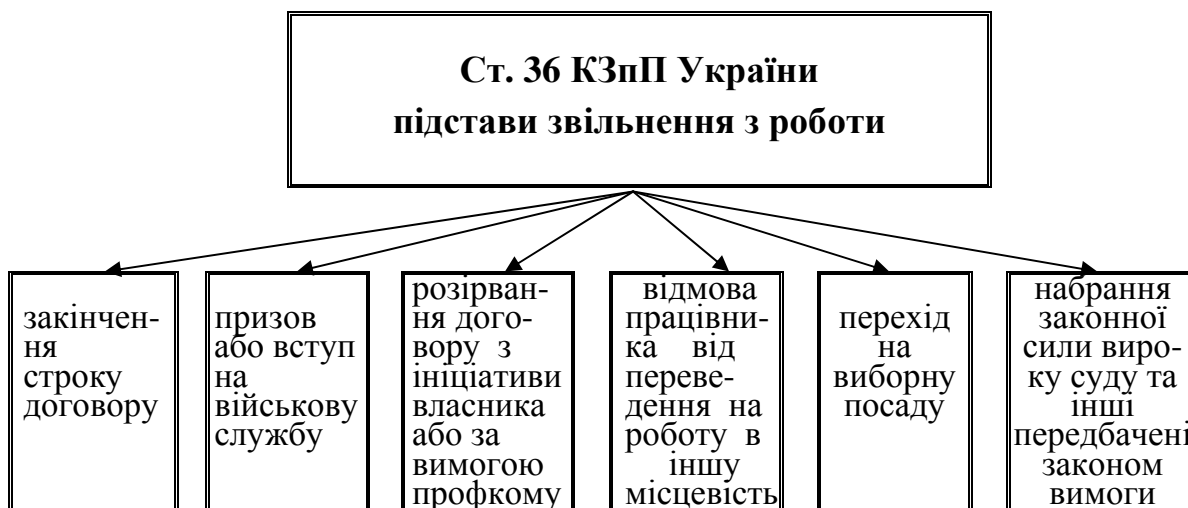 Ст. 36 КЗпП України
підстави звільнення з роботи
закінчен-
ня
строку
договору
призов
або вступ
на
військову
службу
розірван-
ня дого-
вору з
ініціативи
власника
або за
вимогою
профкому
відмова
працівни-
ка від
переве-
дення на
роботу в
іншу
місцевість
перехід
на
виборну
посаду
набрання
законної
сили виро-
ку суду та
інші
передбачені
законом
вимоги